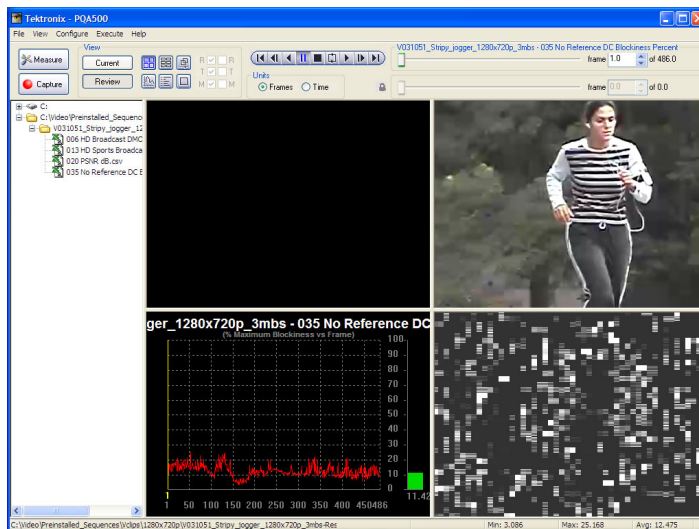 Tektronix - PQA500
File View Configure Execute Help
Measure
Capture
View
Current
Review
R R
T T
M M
Units
Frames Time
V031051_Stripy_jogger_1280x720p_3mbs - 035 No Reference DC Blockiness Percent
frame 1.0 of 486.0
frame 0.0 of 0.0
C:
C:\Video\Preinstalled_Sequenc
V031051_Stripy_jogger_12
006 HD Broadcast DMO
013 HD Sports Broadca
020 PSNR dB.csv
035 No Reference DC B
ger_1280x720p_3mbs - 035 No Reference DC
(% Maximum Blockiness vs Frame)
100
90
80
70
60
50
40
30
20
10
0
1
1 50 100 150 200 250 300 350 400 450486
11.42
C:\Video\Preinstalled_Sequences\Vclips\1280x720p\V031051_Stripy_jogger_1280x720p_3mbs-Res
Min: 3.086 Max: 25.168 Avg: 12.475